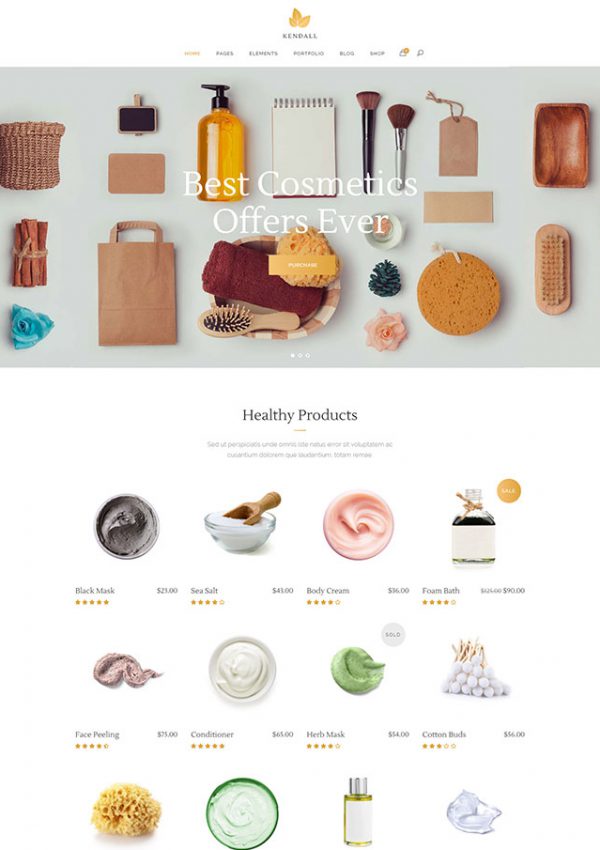 KENDALL
HOME PAGES ELEMENTS PORTFOLIO BLOG SHOP
Best Cosmetics
Offers Ever
PURCHASE
Healthy Products
Sed ut perspiciatis unde omnis iste natus error sit voluptatem ac
cusantium dolorem que laudantium, totam remae
SALE
Black Mask $23.00
Sea Salt $43.00
Body Cream $36.00
Foam Bath $125.00 $90.00
SOLD
Face Peeling $75.00
Conditioner $65.00
Herb Mask $54.00
Cotton Buds $56.00